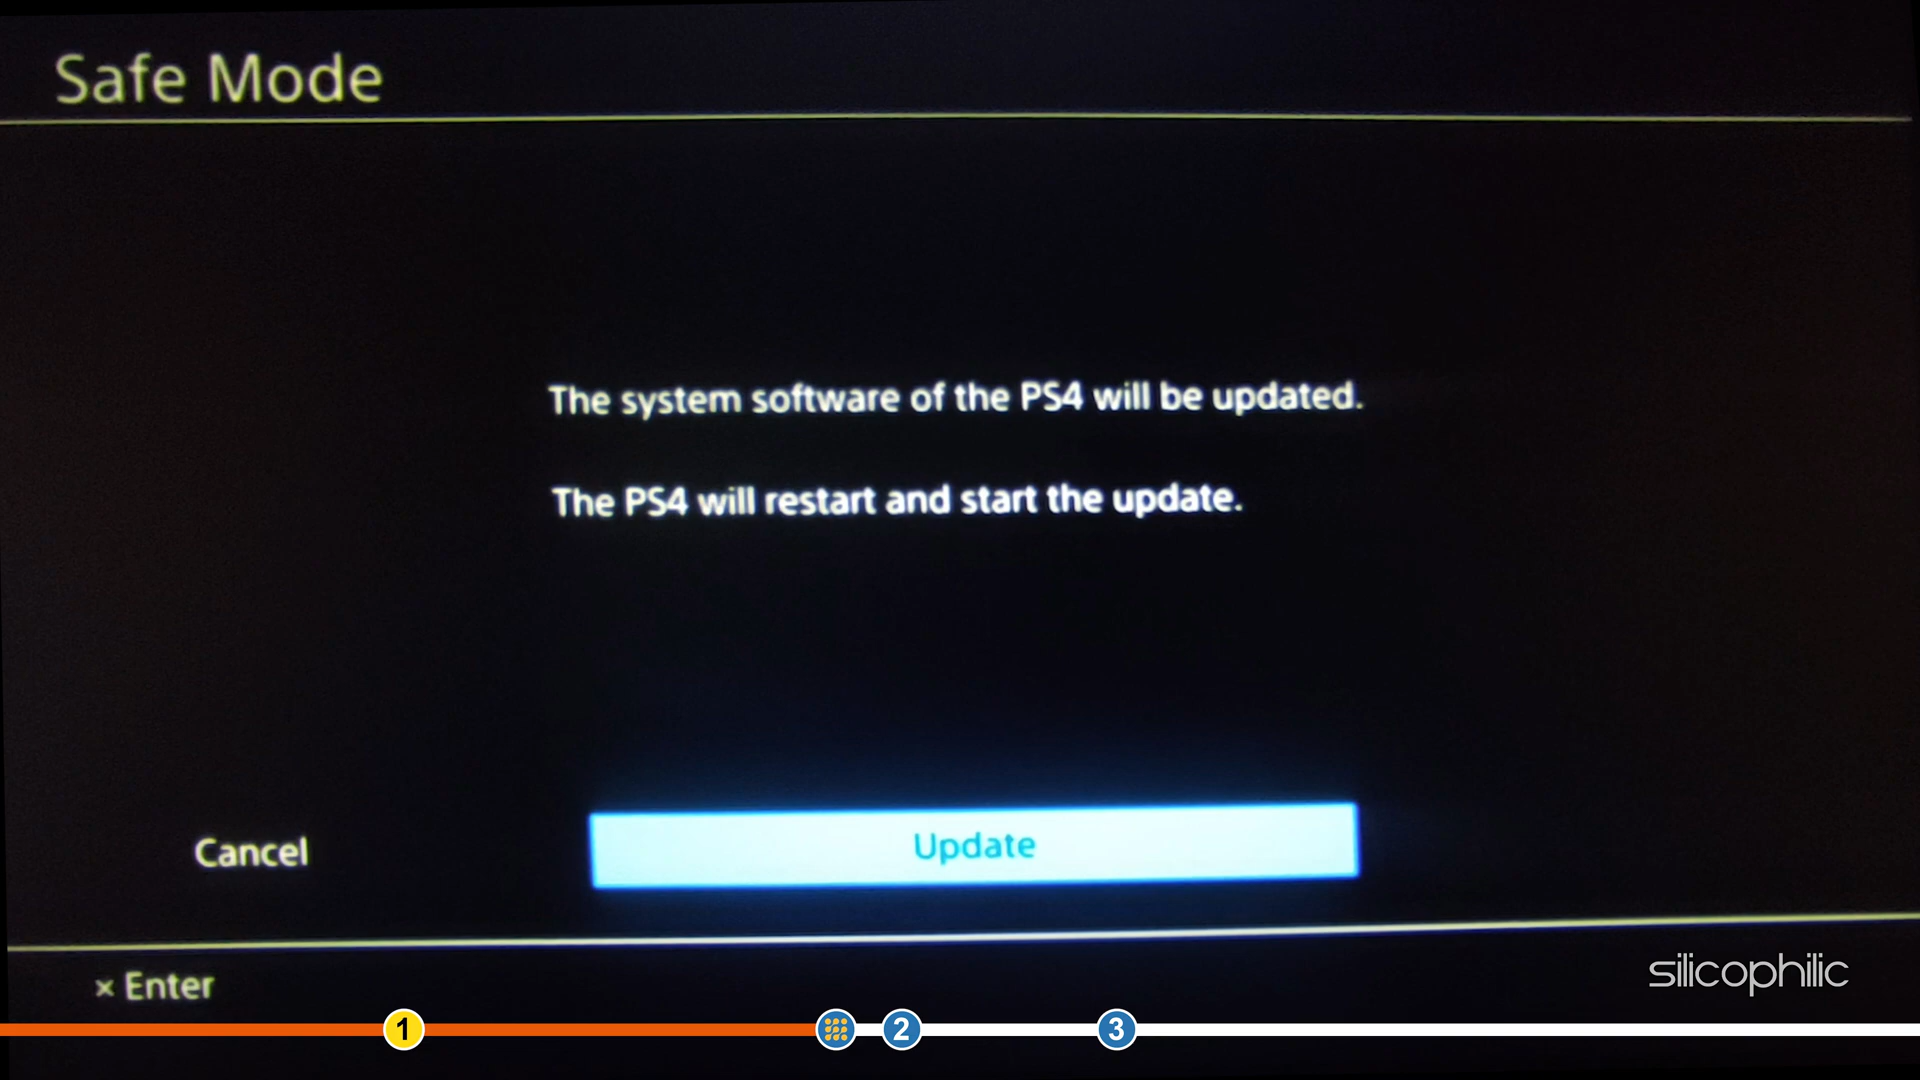 Safe Mode
The system software of the PS4 will be updated.
The PS4 will restart and start the update.
Cancel
Update
× Enter
silicophilic
1
2
3